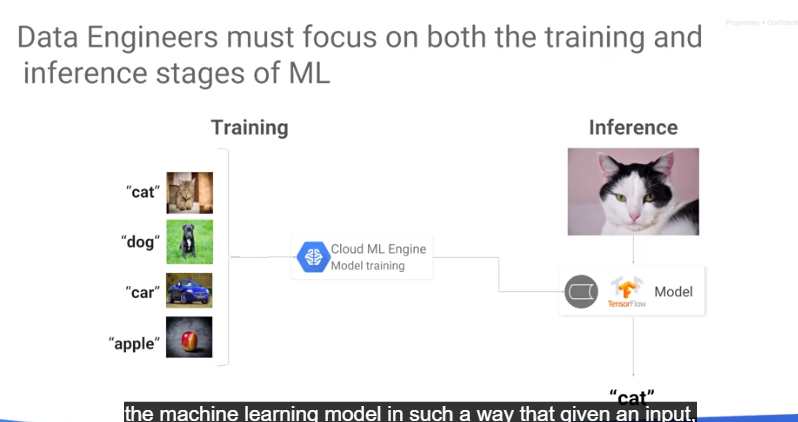 Proprietary + Confidential
Data Engineers must focus on both the training and
inference stages of ML
Training
Inference
"cat"
"dog"
"car"
"apple"
Cloud ML Engine
Model training
TensorFlow
Model
"cat"
the machine learning model in such a way that given an input,